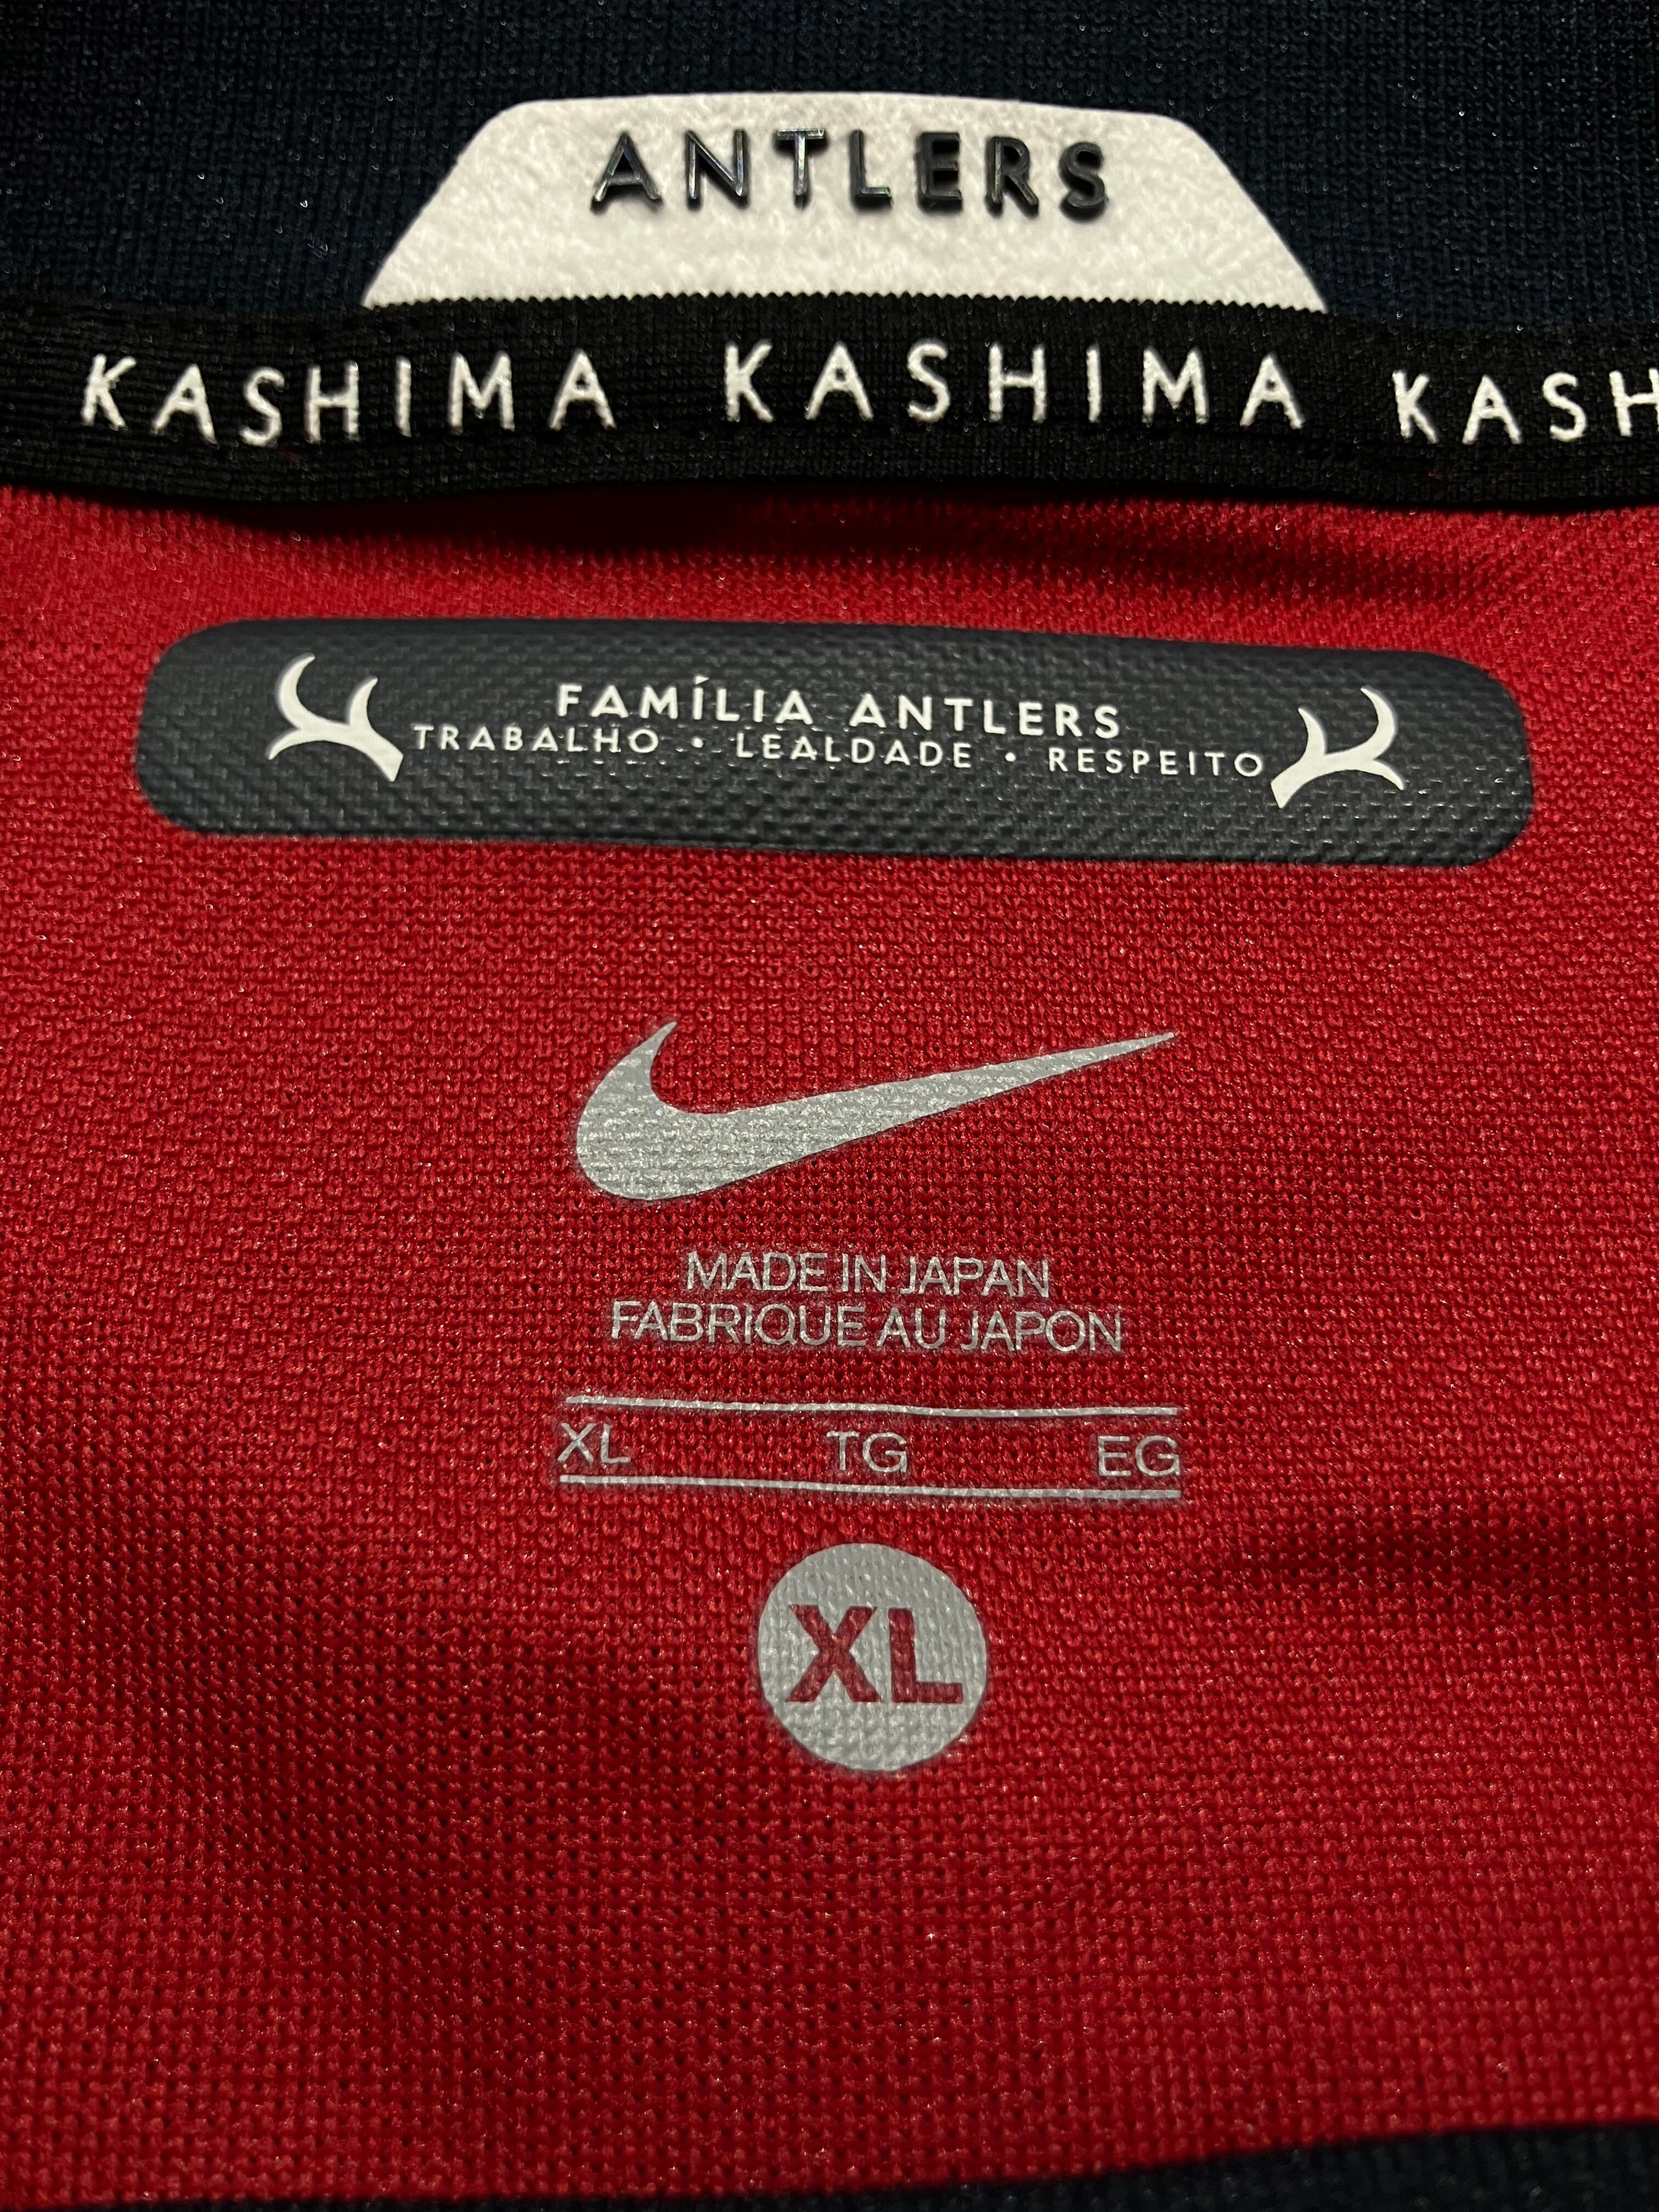 ANTLERS
KASHIMA KASHIMA KASH
FAMÍLIA ANTLERS
TRABALHO • LEALDADE • RESPEITO
MADE IN JAPAN
FABRIQUE AU JAPON
XL TG EG
XL